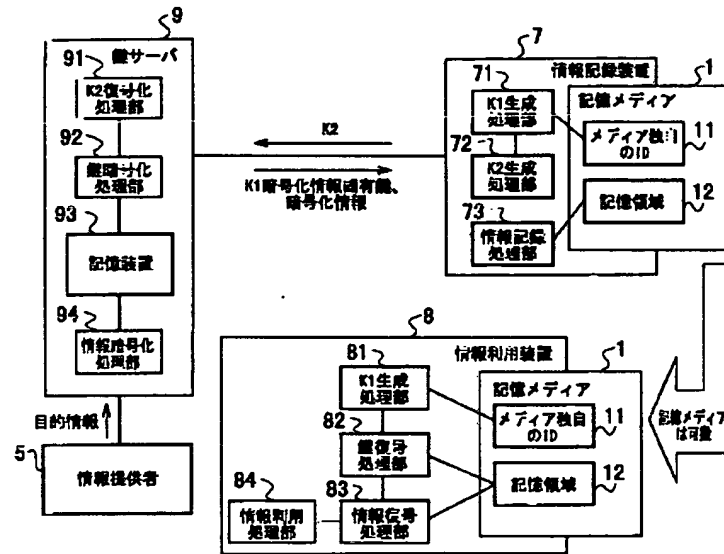 9
鍵サーバ
91
K2復号化
処理部
92
鍵暗号化
処理部
93
記憶装置
94
情報暗号化
処理部
目的情報
5
情報提供者
K2
K1暗号化情報固有鍵、
暗号化情報
7
情報記録装置
71
K1生成
処理部
72
K2生成
処理部
73
情報記録
処理部
1
記憶メディア
メディア独自
のID
11
記憶領域
12
8
情報利用装置
81
K1生成
処理部
82
鍵復号
処理部
83
情報復号
処理部
84
情報利用
処理部
1
記憶メディア
メディア独自
のID
11
記憶領域
12
記憶メディア
は可搬